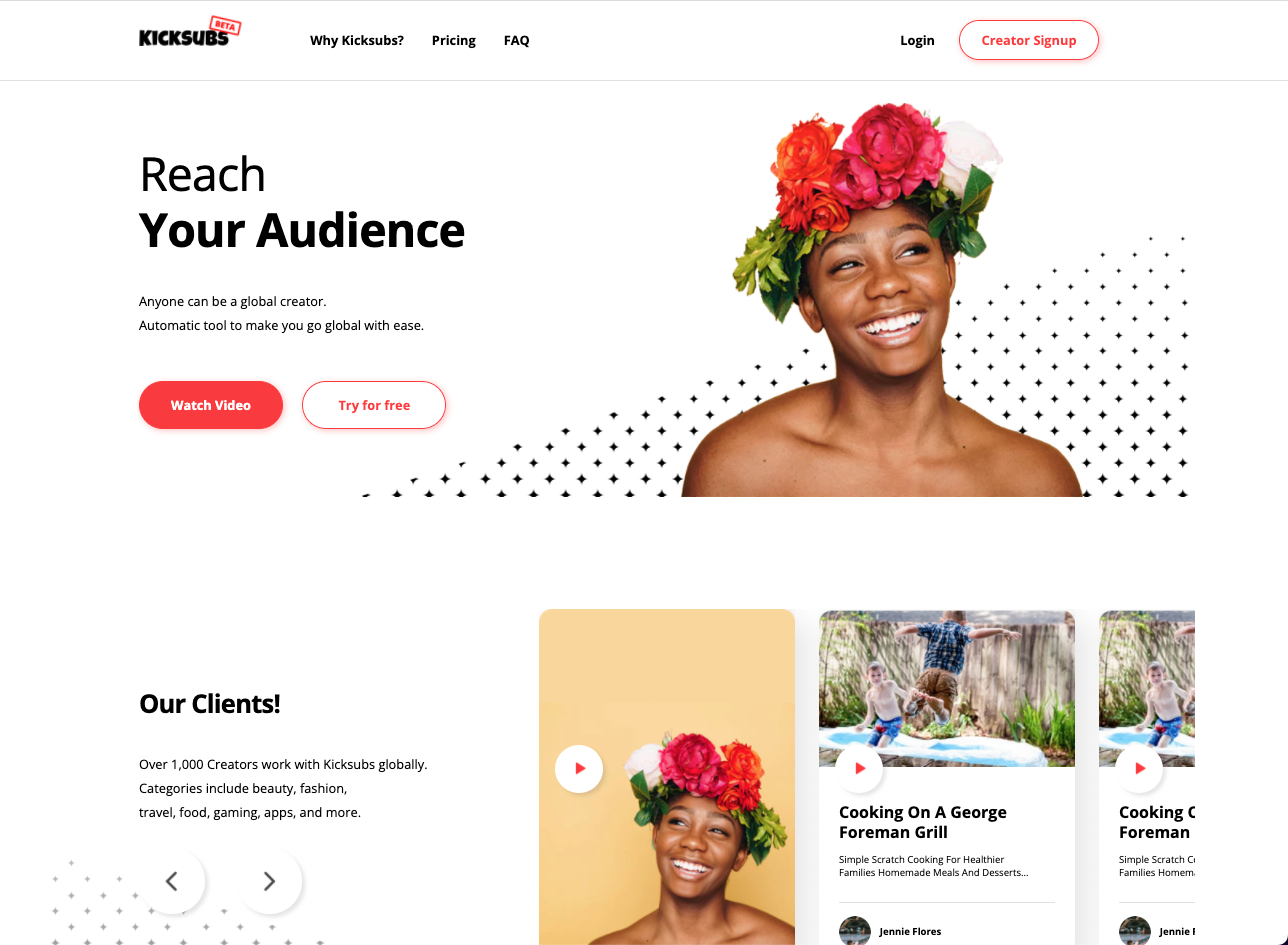 KICKSUBS
BETA
Why Kicksubs?
Pricing
FAQ
Login
Creator Signup
Reach
Your Audience
Anyone can be a global creator.
Automatic tool to make you go global with ease.
Watch Video
Try for free
Our Clients!
Over 1,000 Creators work with Kicksubs globally.
Categories include beauty, fashion,
travel, food, gaming, apps, and more.
Cooking On A George
Foreman Grill
Simple Scratch Cooking For Healthier
Families Homemade Meals And Desserts...
Jennie Flores
Cooking
Foreman
Simple Scratch
Families
Jennie